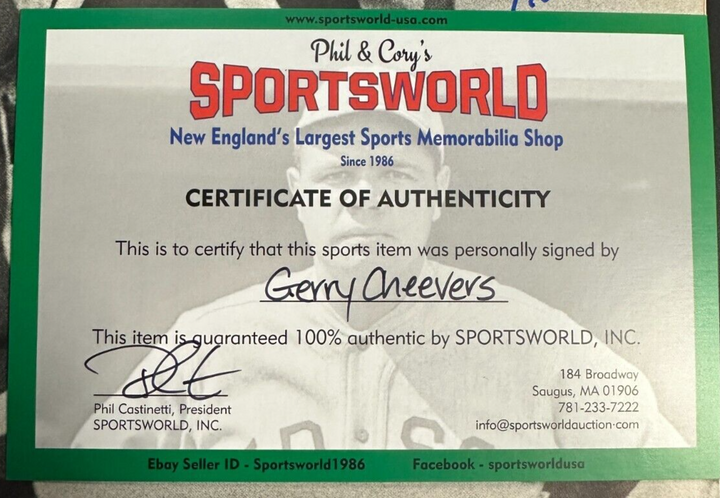 www.sportsworld-usa.com
Phil & Cory's
SPORTSWORLD
New England's Largest Sports Memorabilia Shop
Since 1986
CERTIFICATE OF AUTHENTICITY
This is to certify that this sports item was personally signed by
Gerry Cheevers
This item is guaranteed 100% authentic by SPORTSWORLD, INC.
Phil Castinetti, President
SPORTSWORLD, INC.
184 Broadway
Saugus, MA 01906
781-233-7222
info@sportsworldauction.com
Ebay Seller ID - Sportsworld1986 Facebook - sportsworldusa